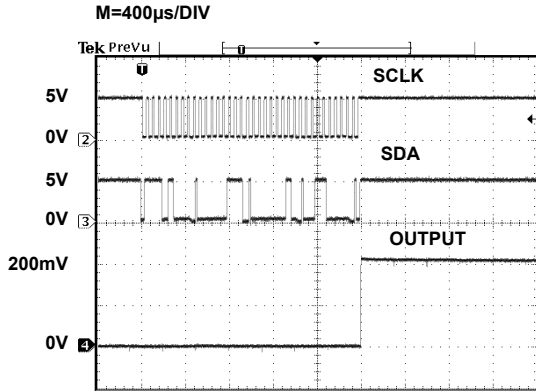 M=400µs/DIV
Tek PreVu
T
T
SCLK
5V
0V 2
SDA
5V
0V 3
OUTPUT
200mV
0V 4